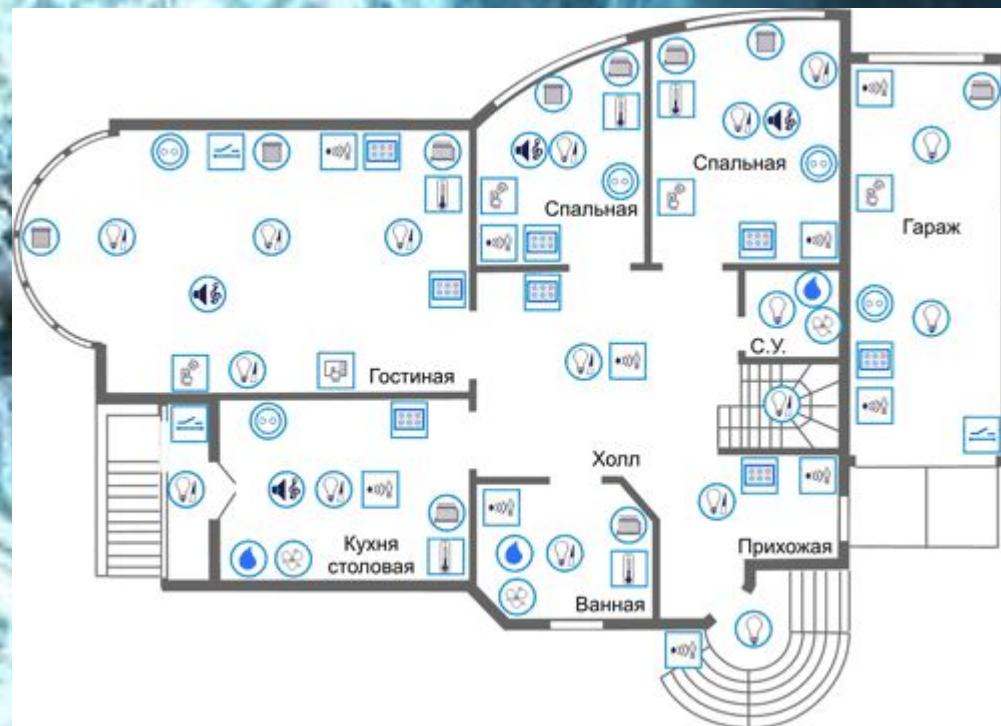 Спальная
Спальная
Гараж
Гостиная
С.У.
Холл
Кухня
столовая
Прихожая
Ванная